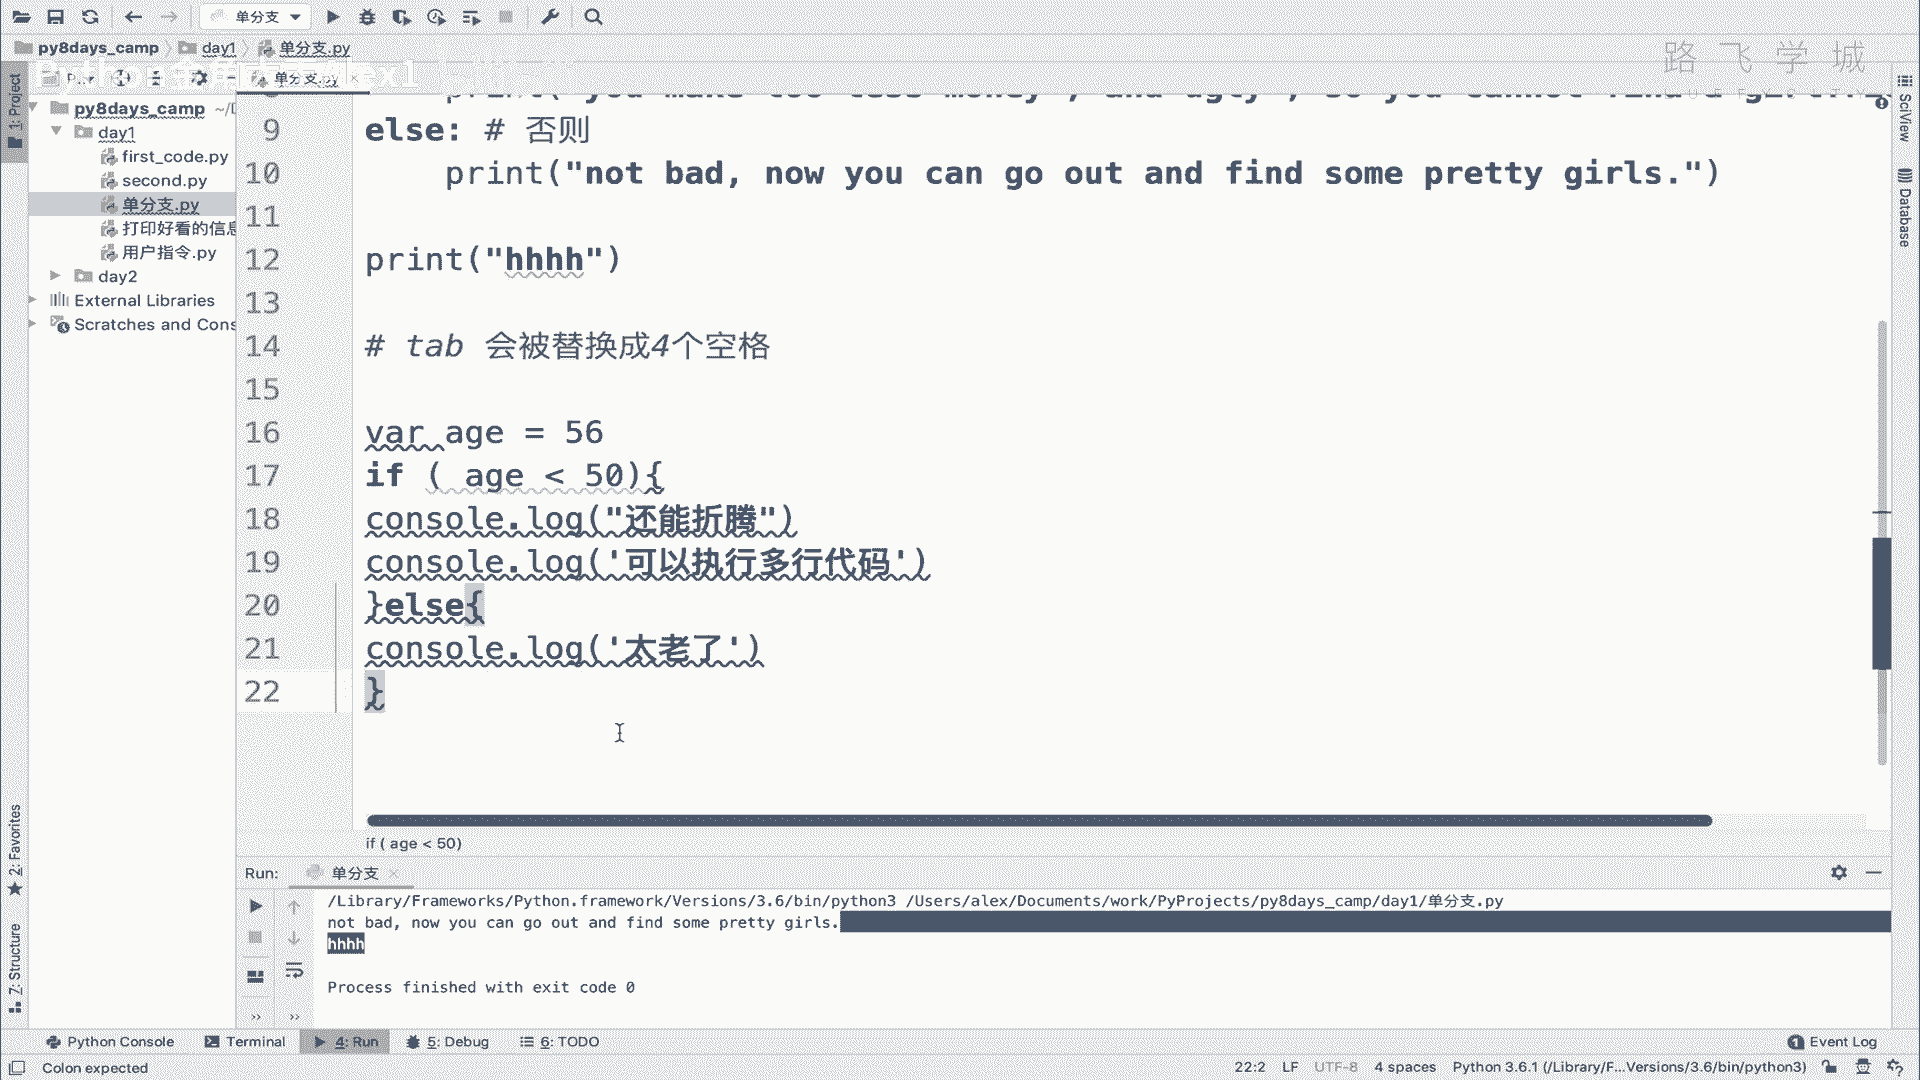 单分支
py8days_camp
day1
单分支.py
路飞学城
1: Project
单分支.py
py8days_camp ~/D
day1
first_code.py
second.py
单分支.py
打印好看的信息
用户指令.py
day2
External Libraries
Scratches and Cons
9 else: # 否则
10 print("not bad, now you can go out and find some pretty girls.")
11
12 print("hhhh")
13
14 # tab 会被替换成4个空格
15
16 var age = 56
17 if ( age < 50){
18 console.log("还能折腾")
19 console.log('可以执行多行代码')
20 }else{
21 console.log('太老了')
22 }
SciView
Database
if ( age < 50)
Run: 单分支
/Library/Frameworks/Python.framework/Versions/3.6/bin/python3 /Users/alex/Documents/work/PyProjects/py8days_camp/day1/单分支.py
not bad, now you can go out and find some pretty girls.
hhhh
Process finished with exit code 0
2: Favorites
7: Structure
Python Console
Terminal
4: Run
5: Debug
6: TODO
1 Event Log
Colon expected
22:2 LF UTF-8 4 spaces Python 3.6.1 (/Library/F...Versions/3.6/bin/python3)